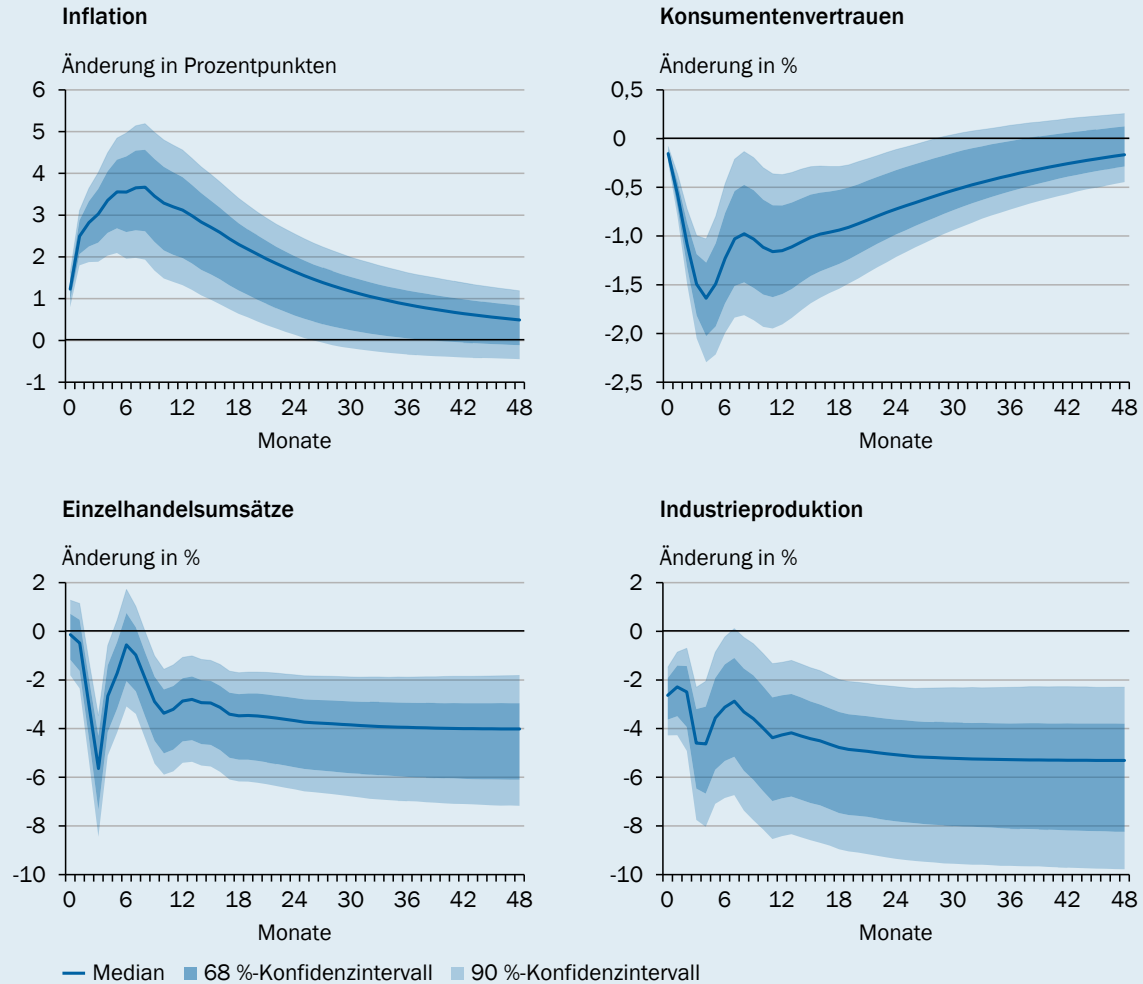 Inflation
Änderung in Prozentpunkten
6
5
4
3
2
1
0
-1
0 6 12 18 24 30 36 42 48
Monate
Konsumentenvertrauen
Änderung in %
0,5
0
-0,5
-1,0
-1,5
-2,0
-2,5
0 6 12 18 24 30 36 42 48
Monate
Einzelhandelsumsätze
Änderung in %
2
0
-2
-4
-6
-8
-10
0 6 12 18 24 30 36 42 48
Monate
Industrieproduktion
Änderung in %
2
0
-2
-4
-6
-8
-10
0 6 12 18 24 30 36 42 48
Monate
Median 68 %-Konfidenzintervall 90 %-Konfidenzintervall